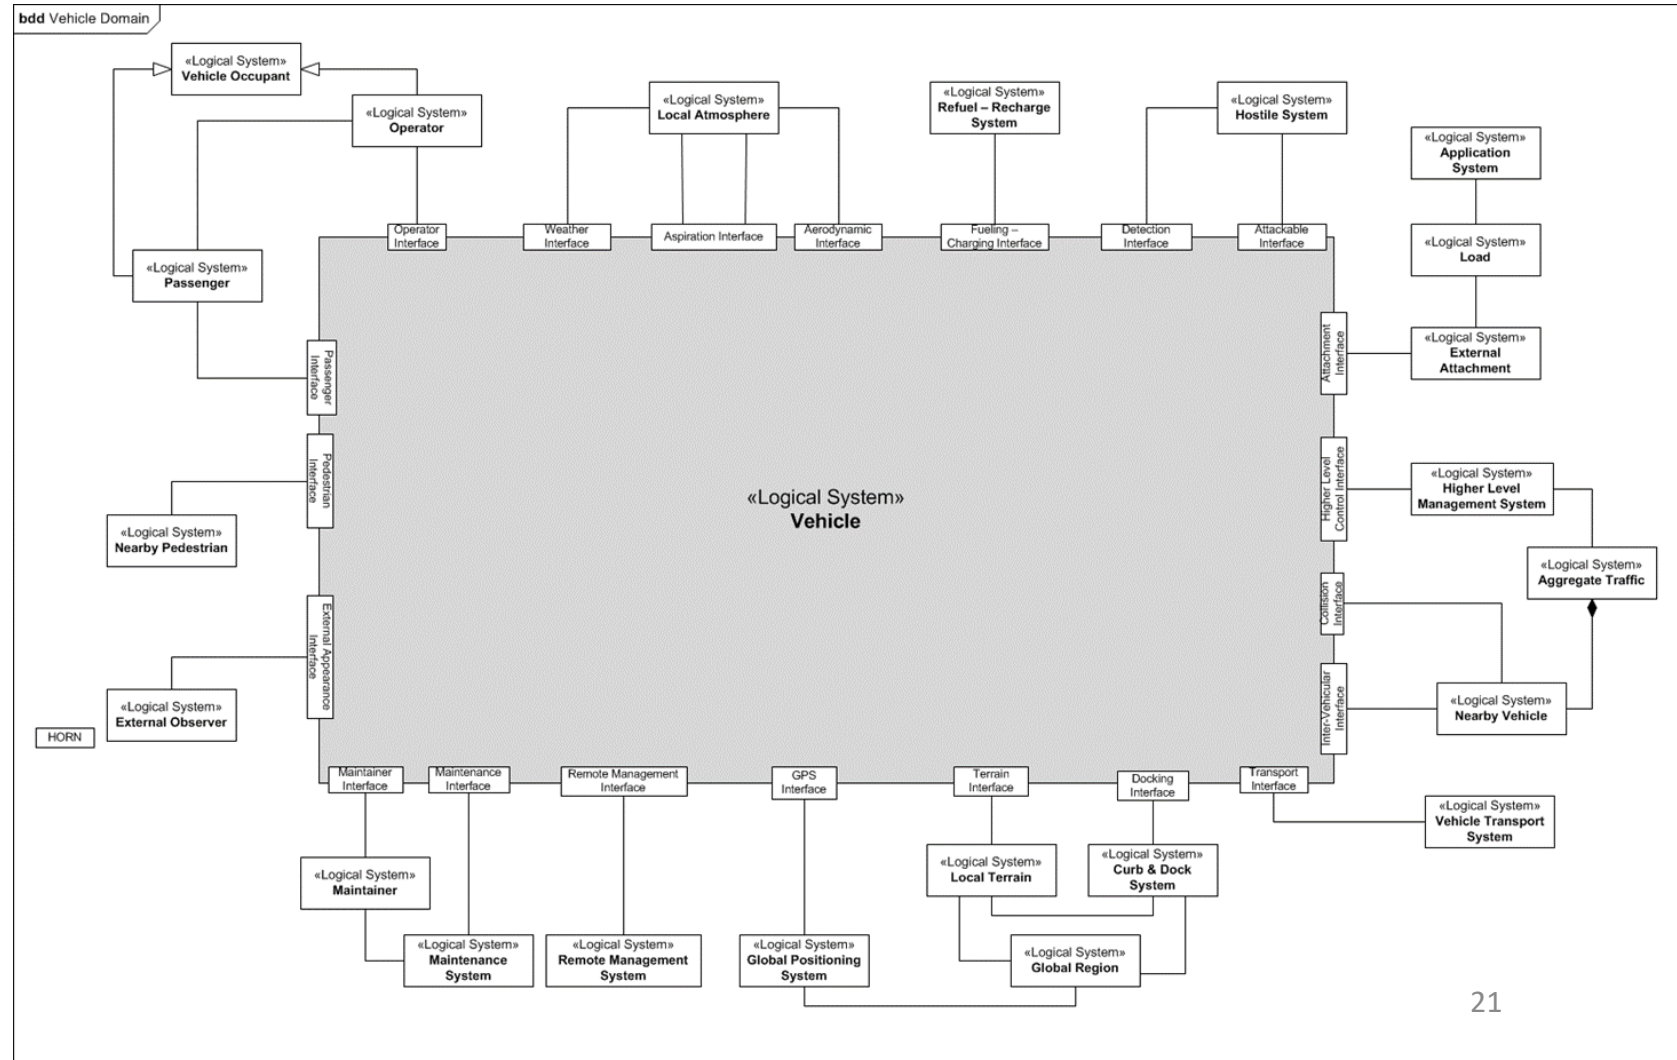 bdd Vehicle Domain
«Logical System»
Vehicle Occupant
«Logical System»
Operator
«Logical System»
Local Atmosphere
«Logical System»
Refuel – Recharge
System
«Logical System»
Hostile System
«Logical System»
Application
System
«Logical System»
Load
«Logical System»
External
Attachment
«Logical System»
Passenger
Operator
Interface
Weather
Interface
Aspiration Interface
Aerodynamic
Interface
Fueling –
Charging Interface
Detection
Interface
Attackable
Interface
Passenger
Interface
Pedestrian
Interface
External Appearance
Interface
«Logical System»
Vehicle
Attachment
Interface
Higher Level
Control Interface
Collision
Interface
Inter-Vehicular
Interface
«Logical System»
Nearby Pedestrian
«Logical System»
External Observer
HORN
«Logical System»
Higher Level
Management System
«Logical System»
Aggregate Traffic
«Logical System»
Nearby Vehicle
«Logical System»
Vehicle Transport
System
Maintainer
Interface
Maintenance
Interface
Remote Management
Interface
GPS
Interface
Terrain
Interface
Docking
Interface
Transport
Interface
«Logical System»
Maintainer
«Logical System»
Maintenance
System
«Logical System»
Remote Management
System
«Logical System»
Global Positioning
System
«Logical System»
Local Terrain
«Logical System»
Curb & Dock
System
«Logical System»
Global Region
21